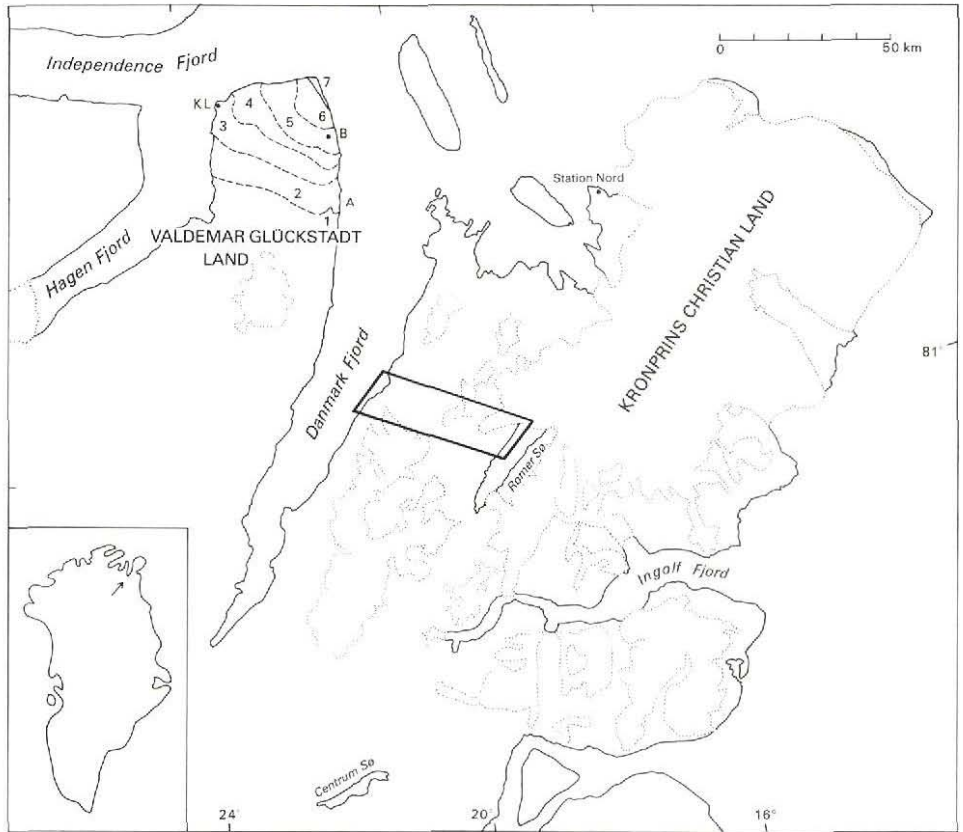 Independence Fjord
0 50 km
KL
7
4
5
6
3
B
2
A
1
Station Nord
VALDEMAR GLÜCKSTADT
LAND
Hagen Fjord
KRONPRINS CHRISTIAN LAND
81°
Danmark Fjord
Romer Sø
Ingolf Fjord
Centrum Sø
24°
20°
16°